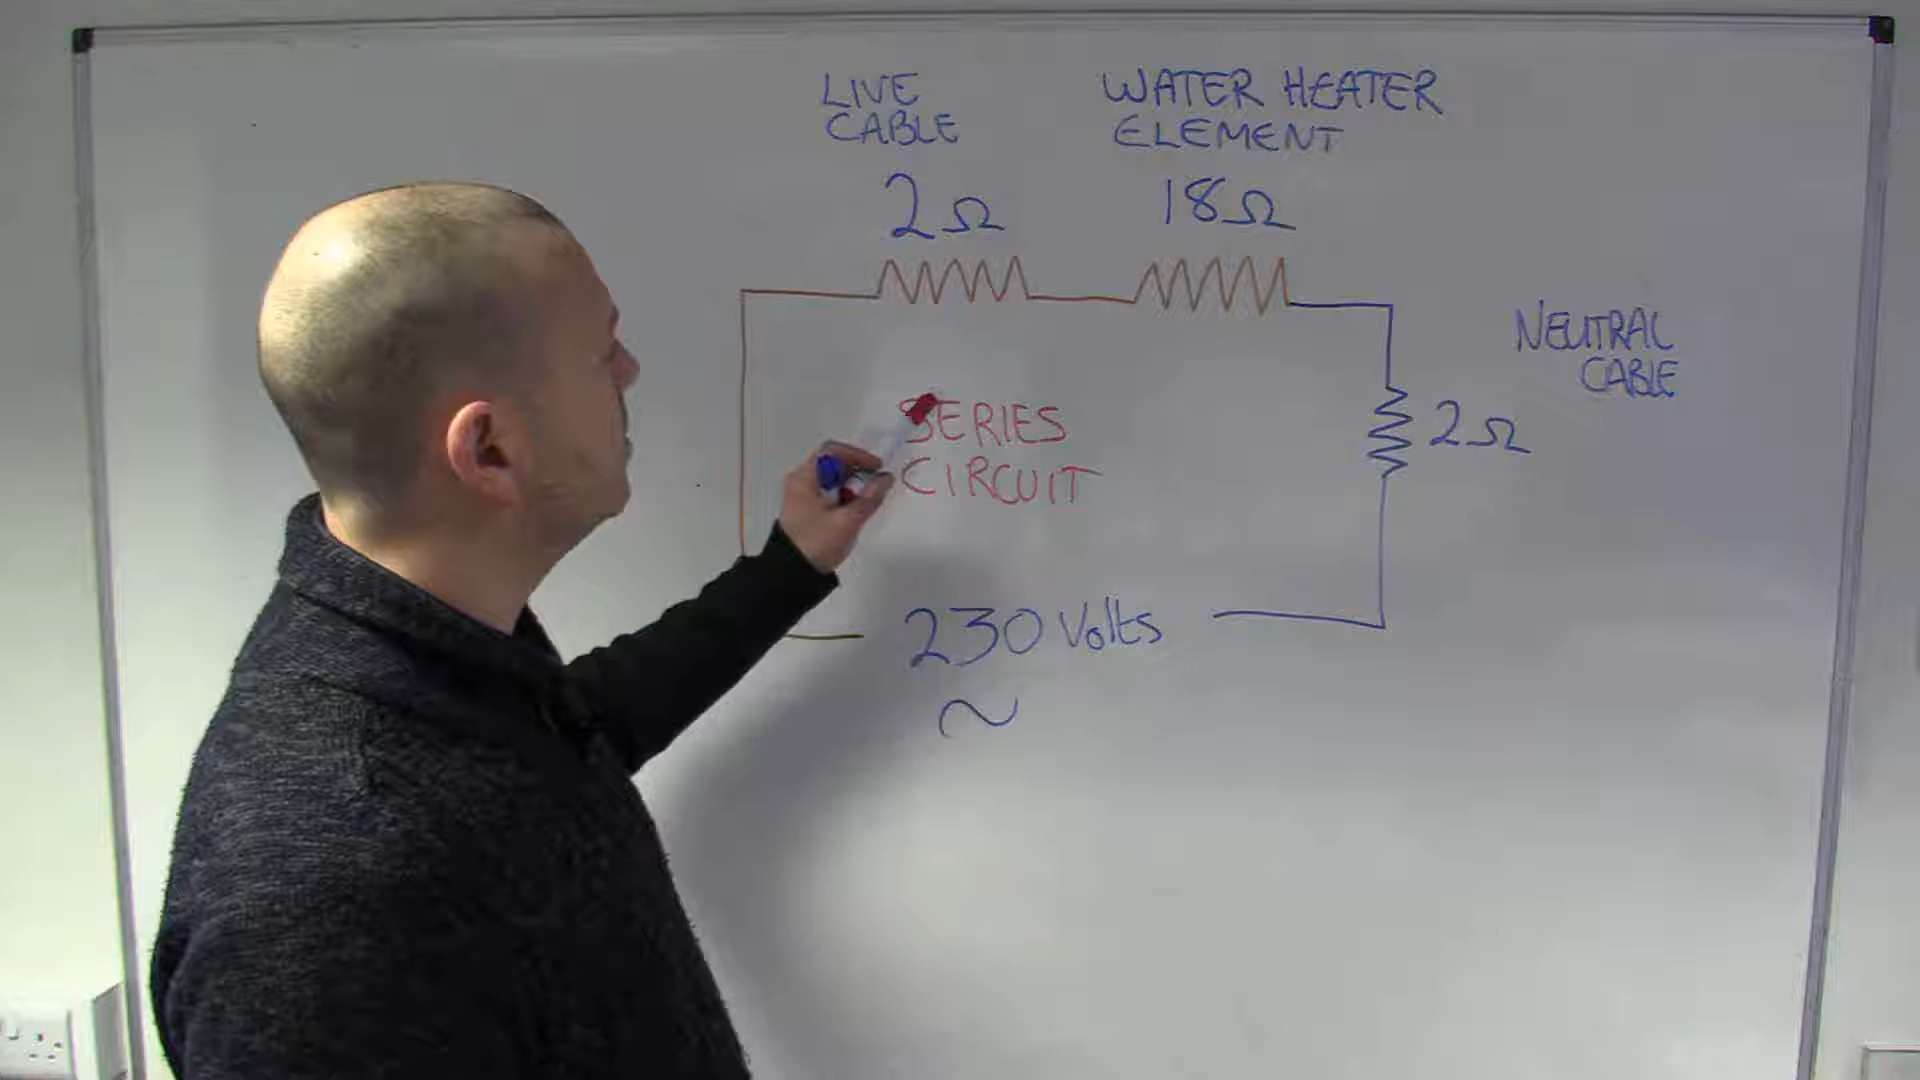 LIVE
CABLE
2Ω
WATER HEATER
ELEMENT
18Ω
NEUTRAL
CABLE
2Ω
SERIES
CIRCUIT
230 Volts
~